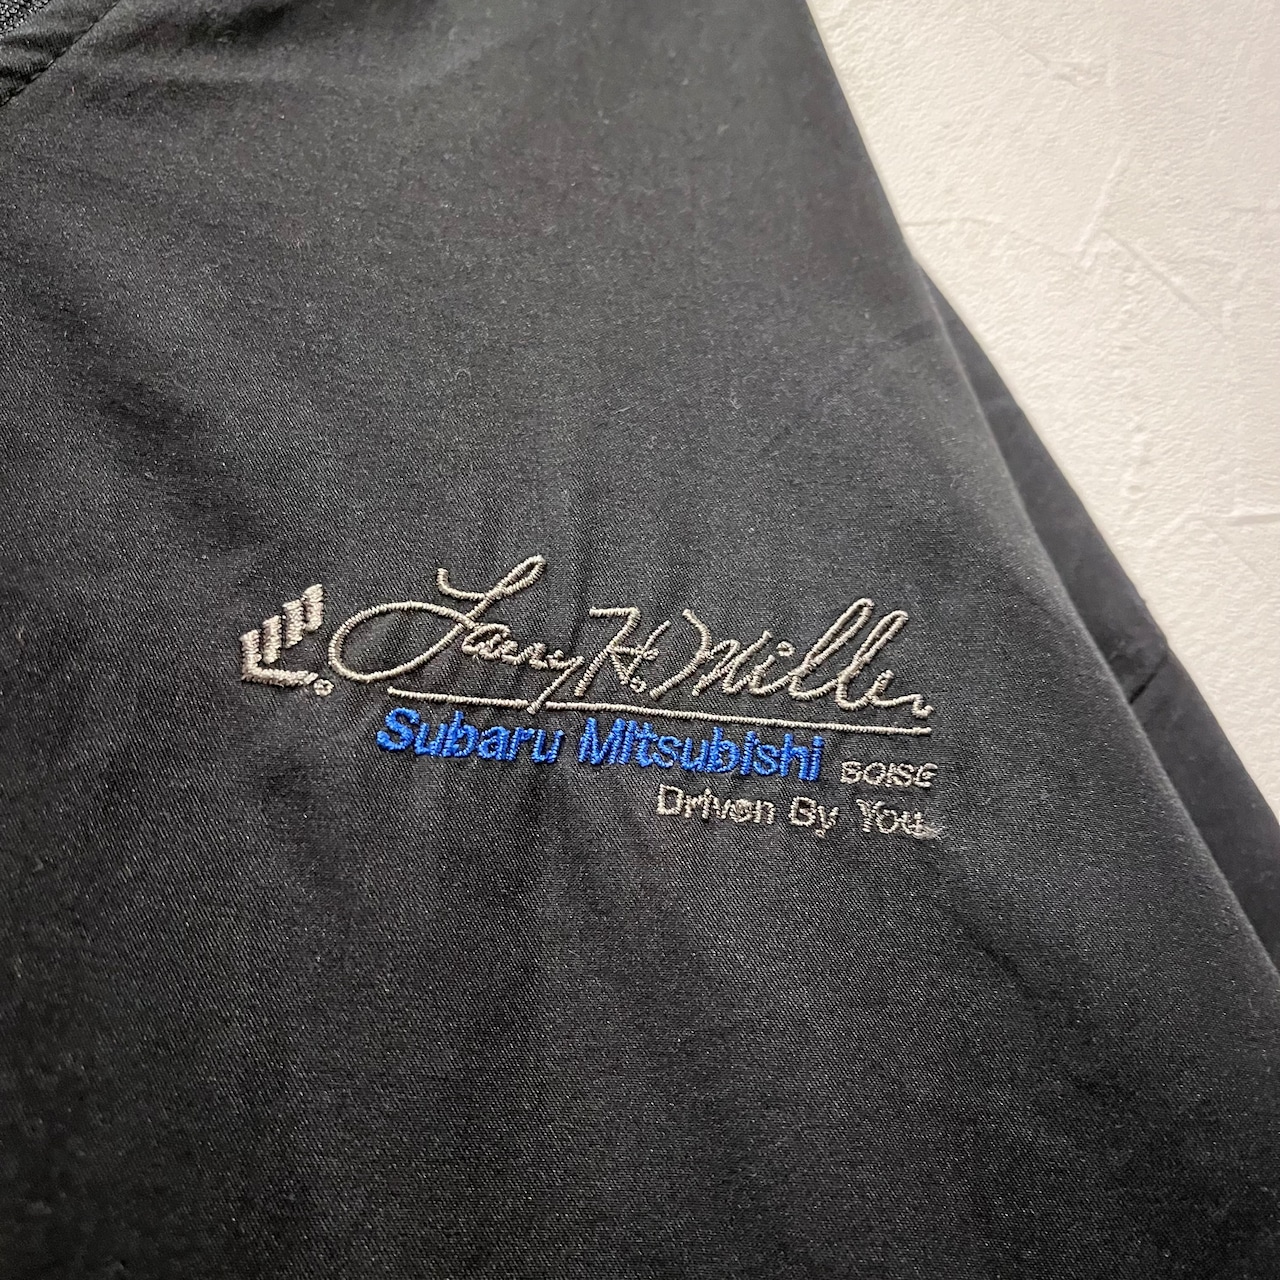 Larry H. Miller
Subaru Mitsubishi BOISE
Driven By You